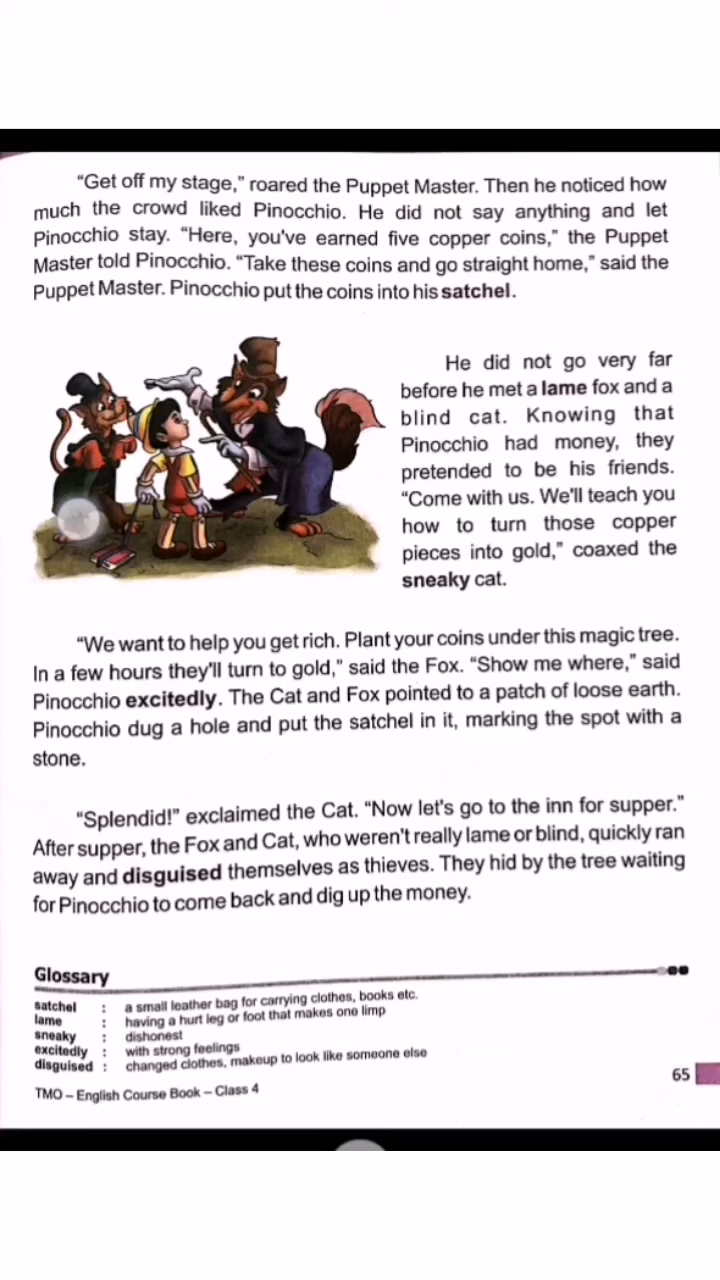 “Get off my stage,” roared the Puppet Master. Then he noticed how
much the crowd liked Pinocchio. He did not say anything and let
Pinocchio stay. “Here, you've earned five copper coins,” the Puppet
Master told Pinocchio. “Take these coins and go straight home,” said the
Puppet Master. Pinocchio put the coins into his satchel.
He did not go very far
before he met a lame fox and a
blind cat. Knowing that
Pinocchio had money, they
pretended to be his friends.
“Come with us. We'll teach you
how to turn those copper
pieces into gold,” coaxed the
sneaky cat.
“We want to help you get rich. Plant your coins under this magic tree.
In a few hours they'll turn to gold,” said the Fox. “Show me where,” said
Pinocchio excitedly. The Cat and Fox pointed to a patch of loose earth.
Pinocchio dug a hole and put the satchel in it, marking the spot with a
stone.
“Splendid!” exclaimed the Cat. “Now let's go to the inn for supper.”
After supper, the Fox and Cat, who weren't really lame or blind, quickly ran
away and disguised themselves as thieves. They hid by the tree waiting
for Pinocchio to come back and dig up the money.
Glossary
satchel : a small leather bag for carrying clothes, books etc.
lame : having a hurt leg or foot that makes one limp
sneaky : dishonest
excitedly : with strong feelings
disguised : changed clothes, makeup to look like someone else
TMO – English Course Book – Class 4
65